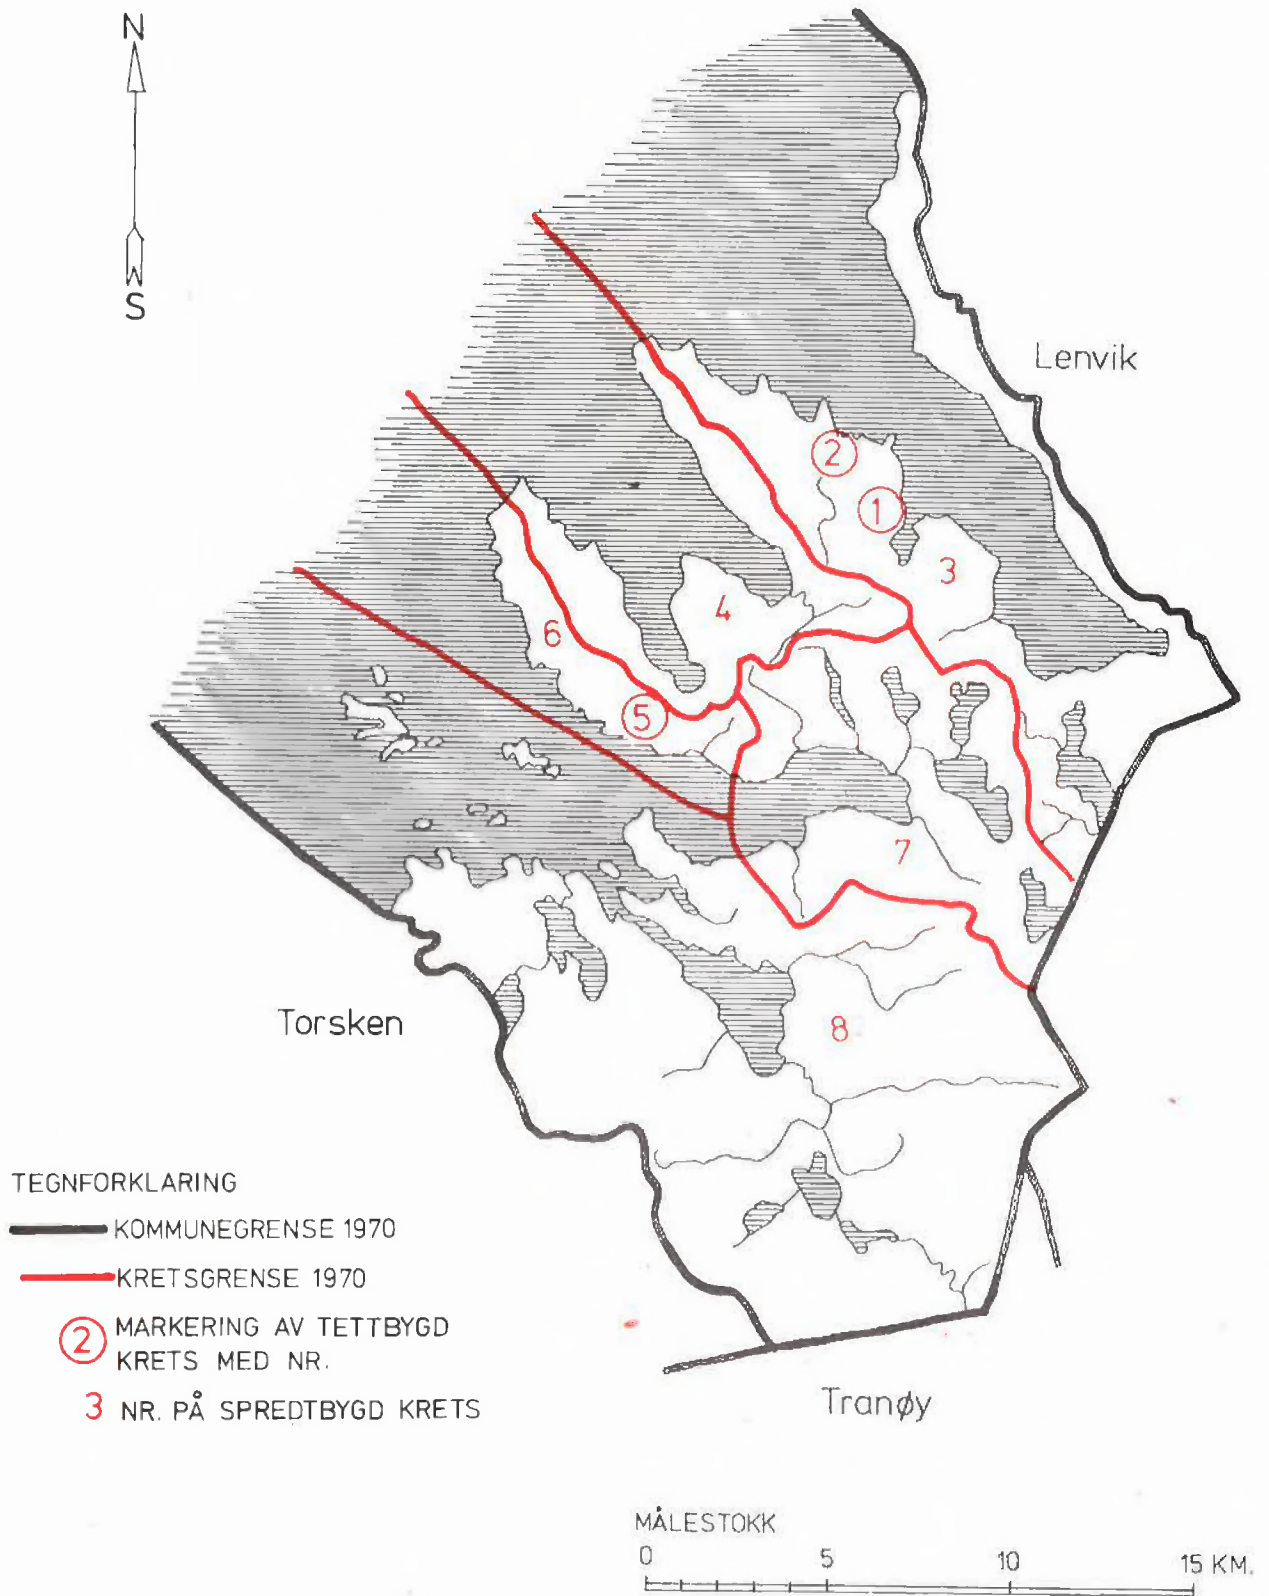 N
S
Lenvik
2
1
3
4
6
5
7
8
Torsken
TEGNFORKLARING
KOMMUNEGRENSE 1970
KRETSGRENSE 1970
2 MARKERING AV TETTBYGD
KRETS MED NR.
3 NR. PÅ SPREDTBYGD KRETS
Tranøy
MÅLESTOKK
0 5 10 15 KM.